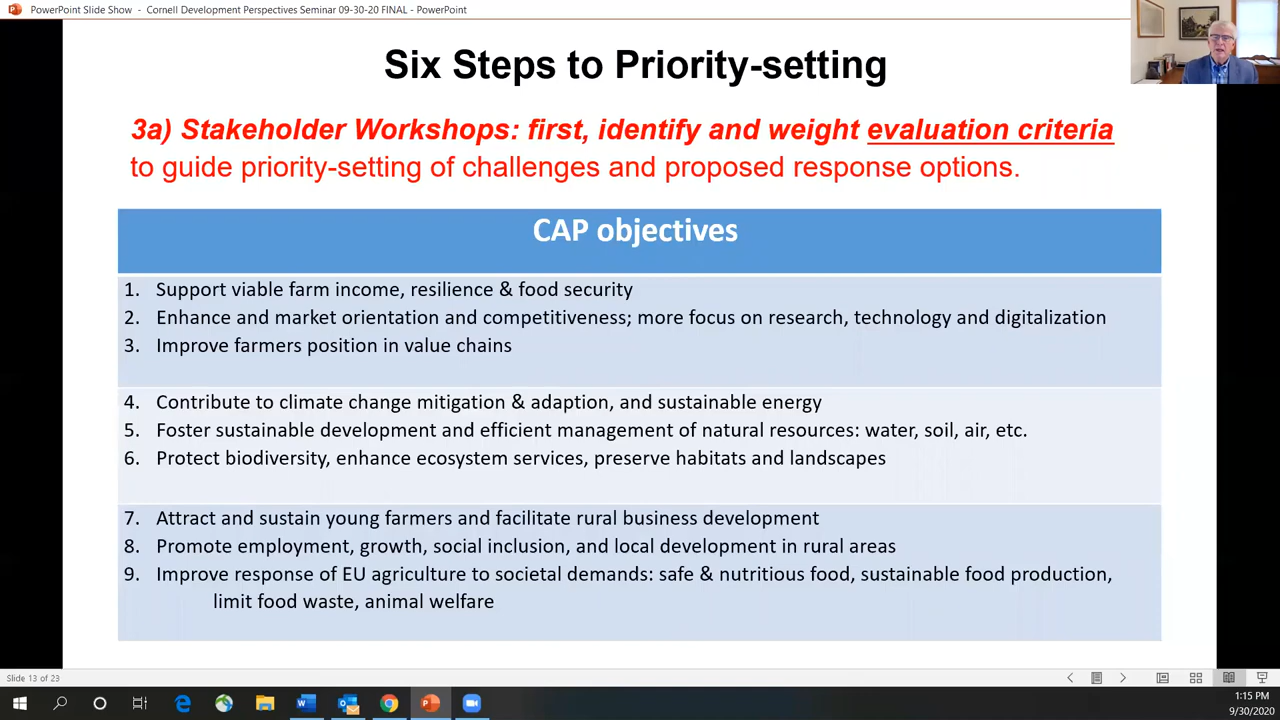 PowerPoint Slide Show - Cornell Development Perspectives Seminar 09-30-20 FINAL - PowerPoint
Six Steps to Priority-setting
3a) Stakeholder Workshops: first, identify and weight evaluation criteria
to guide priority-setting of challenges and proposed response options.
CAP objectives
1. Support viable farm income, resilience & food security
2. Enhance and market orientation and competitiveness; more focus on research, technology and digitalization
3. Improve farmers position in value chains
4. Contribute to climate change mitigation & adaption, and sustainable energy
5. Foster sustainable development and efficient management of natural resources: water, soil, air, etc.
6. Protect biodiversity, enhance ecosystem services, preserve habitats and landscapes
7. Attract and sustain young farmers and facilitate rural business development
8. Promote employment, growth, social inclusion, and local development in rural areas
9. Improve response of EU agriculture to societal demands: safe & nutritious food, sustainable food production,
limit food waste, animal welfare
Slide 13 of 23
1:15 PM
9/30/2020